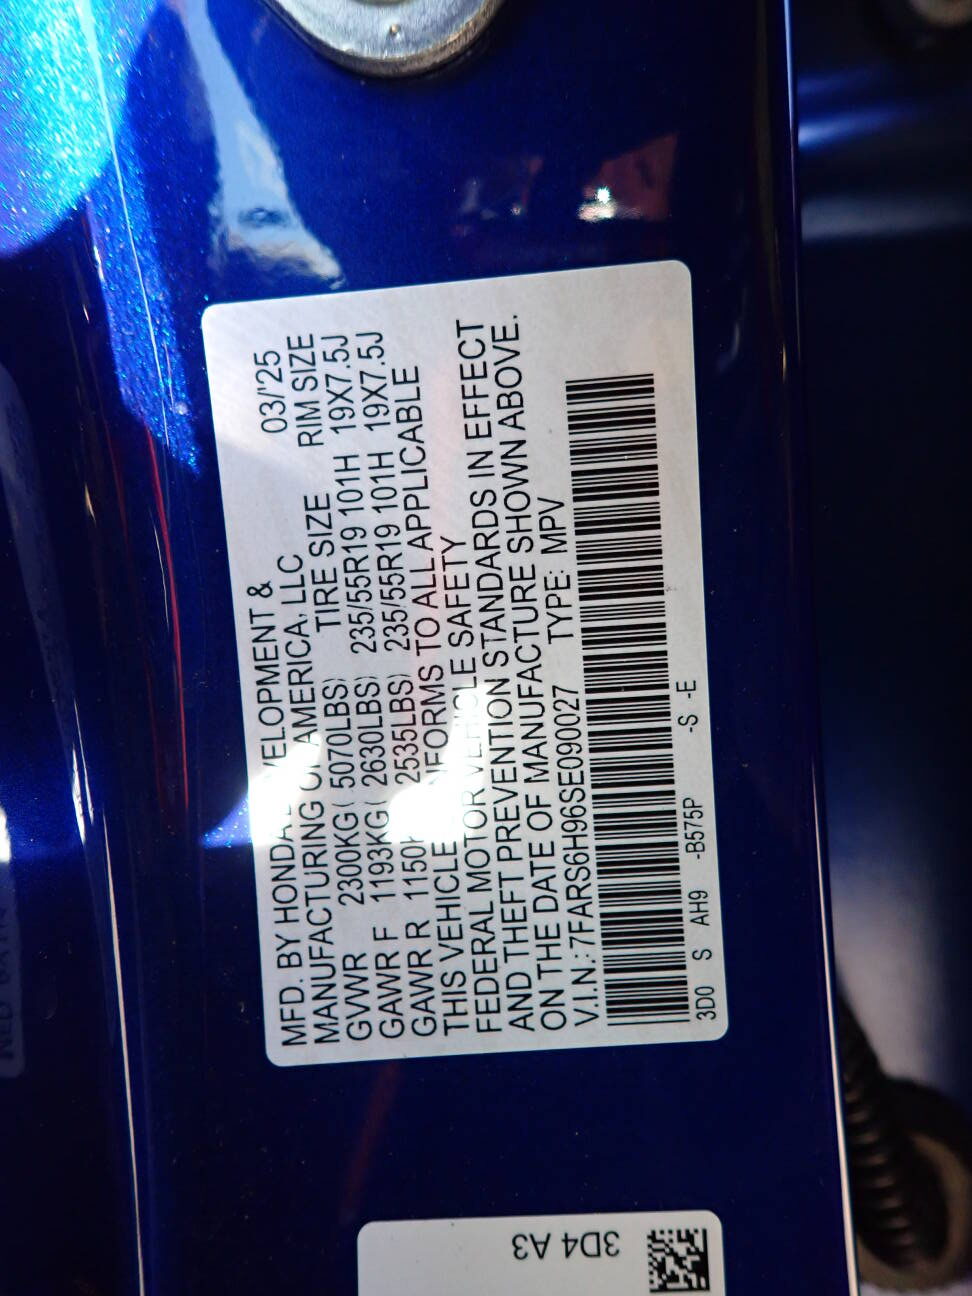 MFD. BY HONDA VELOPMENT &
MANUFACTURING OF AMERICA, LLC 03/'25
TIRE SIZE RIM SIZE
GVWR 2300KG( 5070LBS)
GAWR F 1193KG( 2630LBS) 235/55R19 101H 19X7.5J
GAWR R 1150 2535LBS) 235/55R19 101H 19X7.5J
THIS VEHICLE NFORMS TO ALL APPLICABLE
FEDERAL MOTOR VEHICLE SAFETY
AND THEFT PREVENTION STANDARDS IN EFFECT
ON THE DATE OF MANUFACTURE SHOWN ABOVE.
V.I.N.:7FARS6H96SE090027 TYPE: MPV
3D0 S AH9 -B575P -S -E
3D4 A3